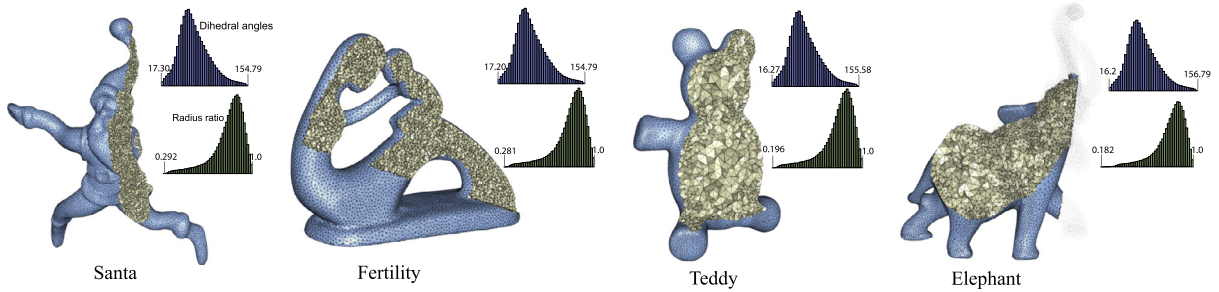 Dihedral angles
17.30 154.79
Radius ratio
0.292 1.0
Santa
17.20 154.79
0.281 1.0
Fertility
16.27 155.58
0.196 1.0
Teddy
16.2 156.79
0.182 1.0
Elephant